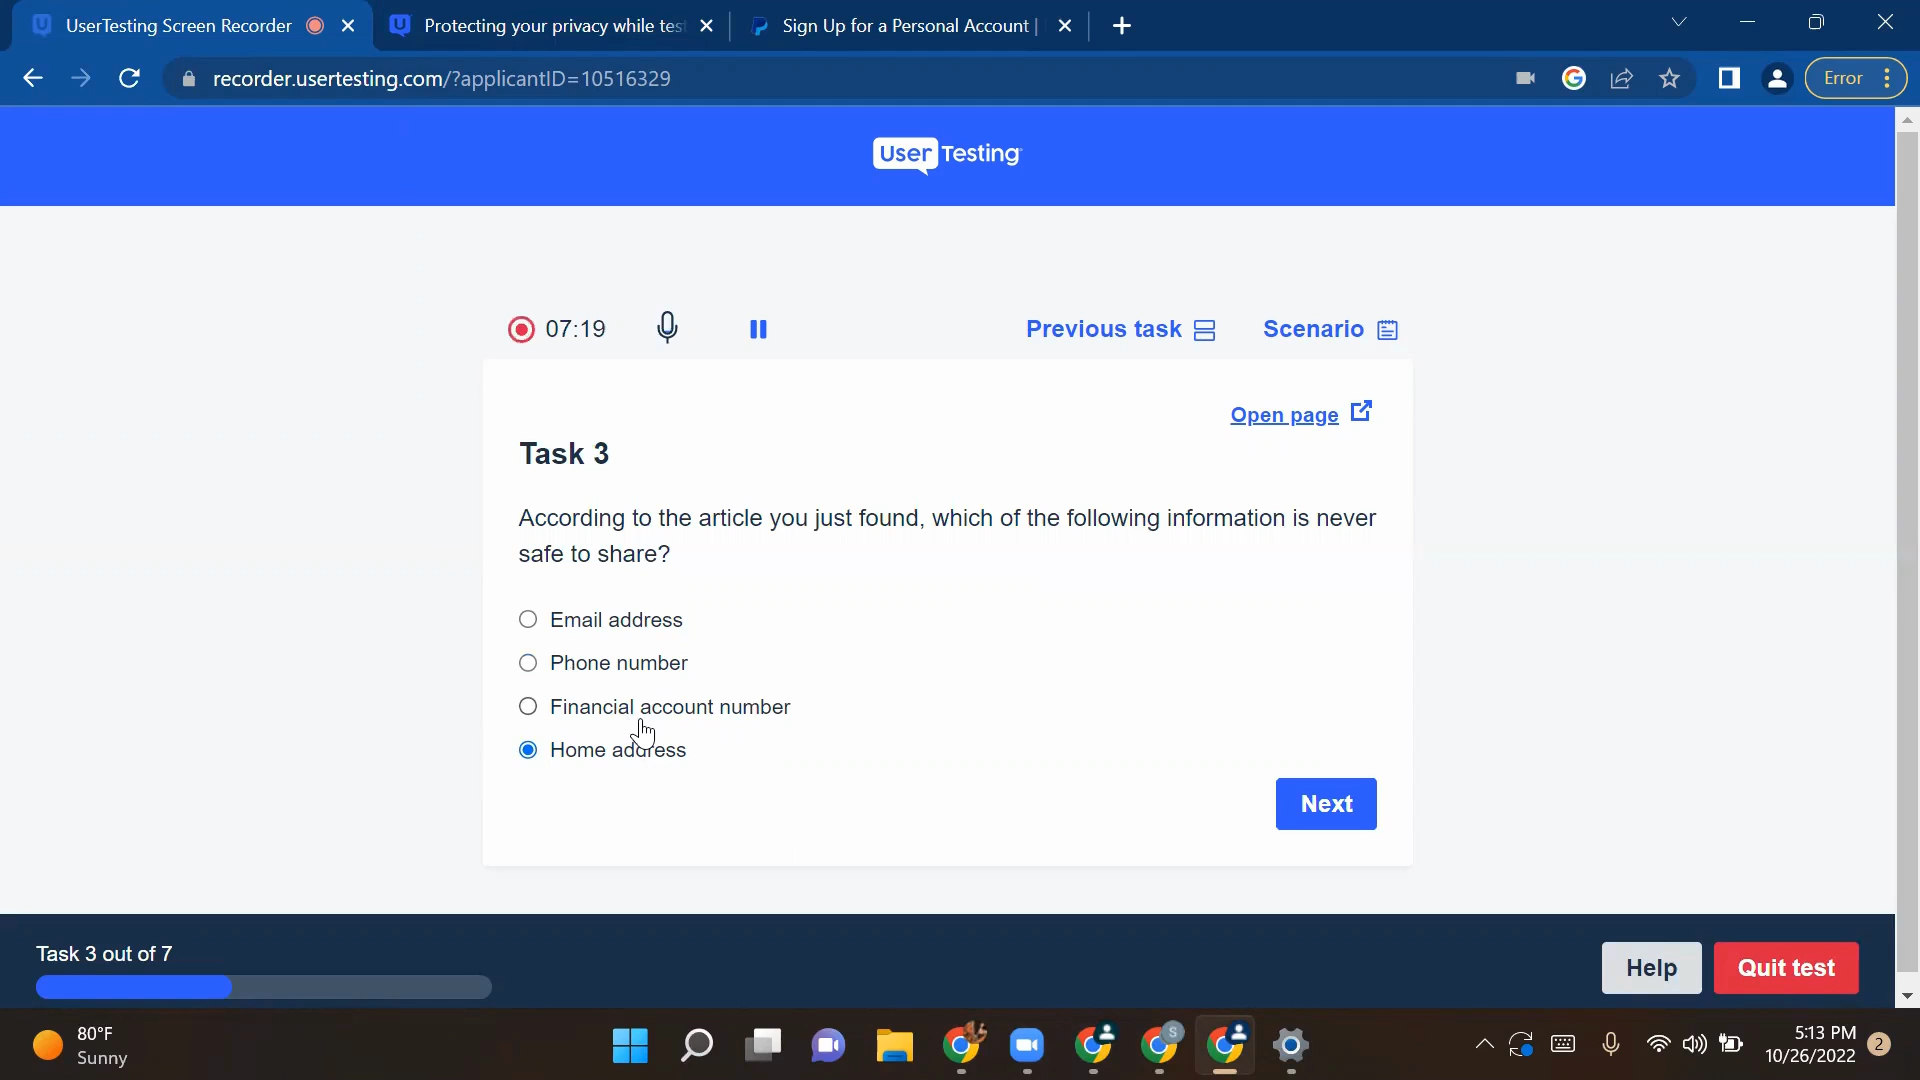 UserTesting Screen Recorder
Protecting your privacy while tes
Sign Up for a Personal Account |
recorder.usertesting.com/?applicantID=10516329
Error
User Testing
07:19
Previous task
Scenario
Open page
Task 3
According to the article you just found, which of the following information is never
safe to share?
Email address
Phone number
Financial account number
Home address
Next
Task 3 out of 7
Help
Quit test
80°F
Sunny
S
5:13 PM
10/26/2022
2